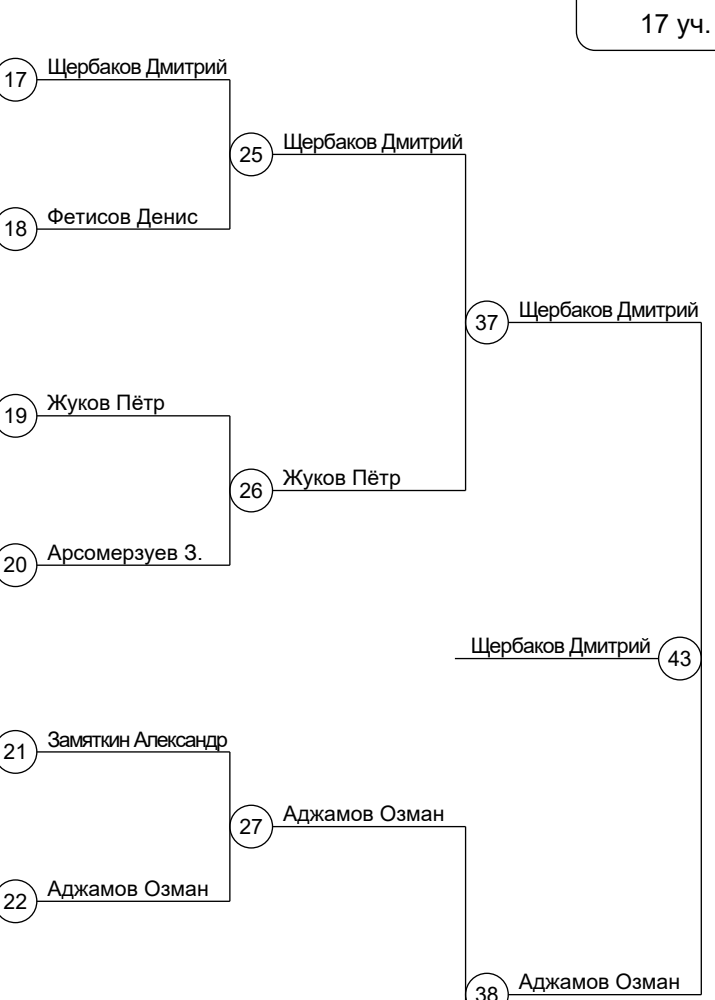 17 уч.
17 Щербаков Дмитрий
25 Щербаков Дмитрий
18 Фетисов Денис
37 Щербаков Дмитрий
19 Жуков Пётр
26 Жуков Пётр
20 Арсомерзуев З.
Щербаков Дмитрий 43
21 Замяткин Александр
27 Аджамов Озман
22 Аджамов Озман
38 Аджамов Озман